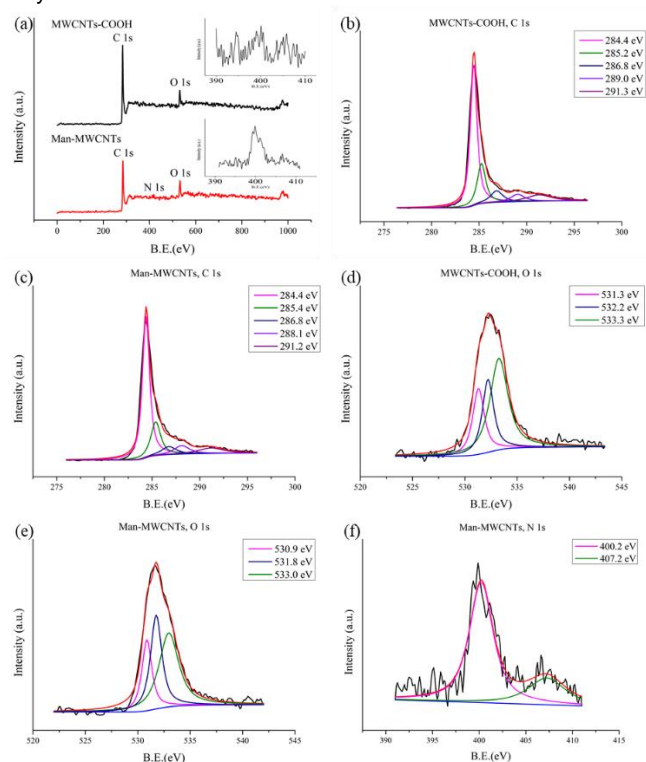 (a)
MWCNTs-COOH
C 1s
O 1s
Man-MWCNTs
C 1s
N 1s
O 1s
Intensity (a.u.)
0 200 400 600 800 1000
B.E.(eV)
Intensity (a.u.)
390 400 410
B.E.(eV)
Intensity (a.u.)
390 400 410
B.E.(eV)
(b)
MWCNTs-COOH, C 1s
284.4 eV
285.2 eV
286.8 eV
289.0 eV
291.3 eV
Intensity (a.u.)
275 280 285 290 295 300
B.E.(eV)
(c)
Man-MWCNTs, C 1s
284.4 eV
285.4 eV
286.8 eV
288.1 eV
291.2 eV
Intensity (a.u.)
275 280 285 290 295 300
B.E.(eV)
(d)
MWCNTs-COOH, O 1s
531.3 eV
532.2 eV
533.3 eV
Intensity (a.u.)
520 525 530 535 540 545
B.E.(eV)
(e)
Man-MWCNTs, O 1s
530.9 eV
531.8 eV
533.0 eV
Intensity (a.u.)
520 525 530 535 540 545
B.E.(eV)
(f)
Man-MWCNTs, N 1s
400.2 eV
407.2 eV
Intensity (a.u.)
390 395 400 405 411 415
B.E.(eV)